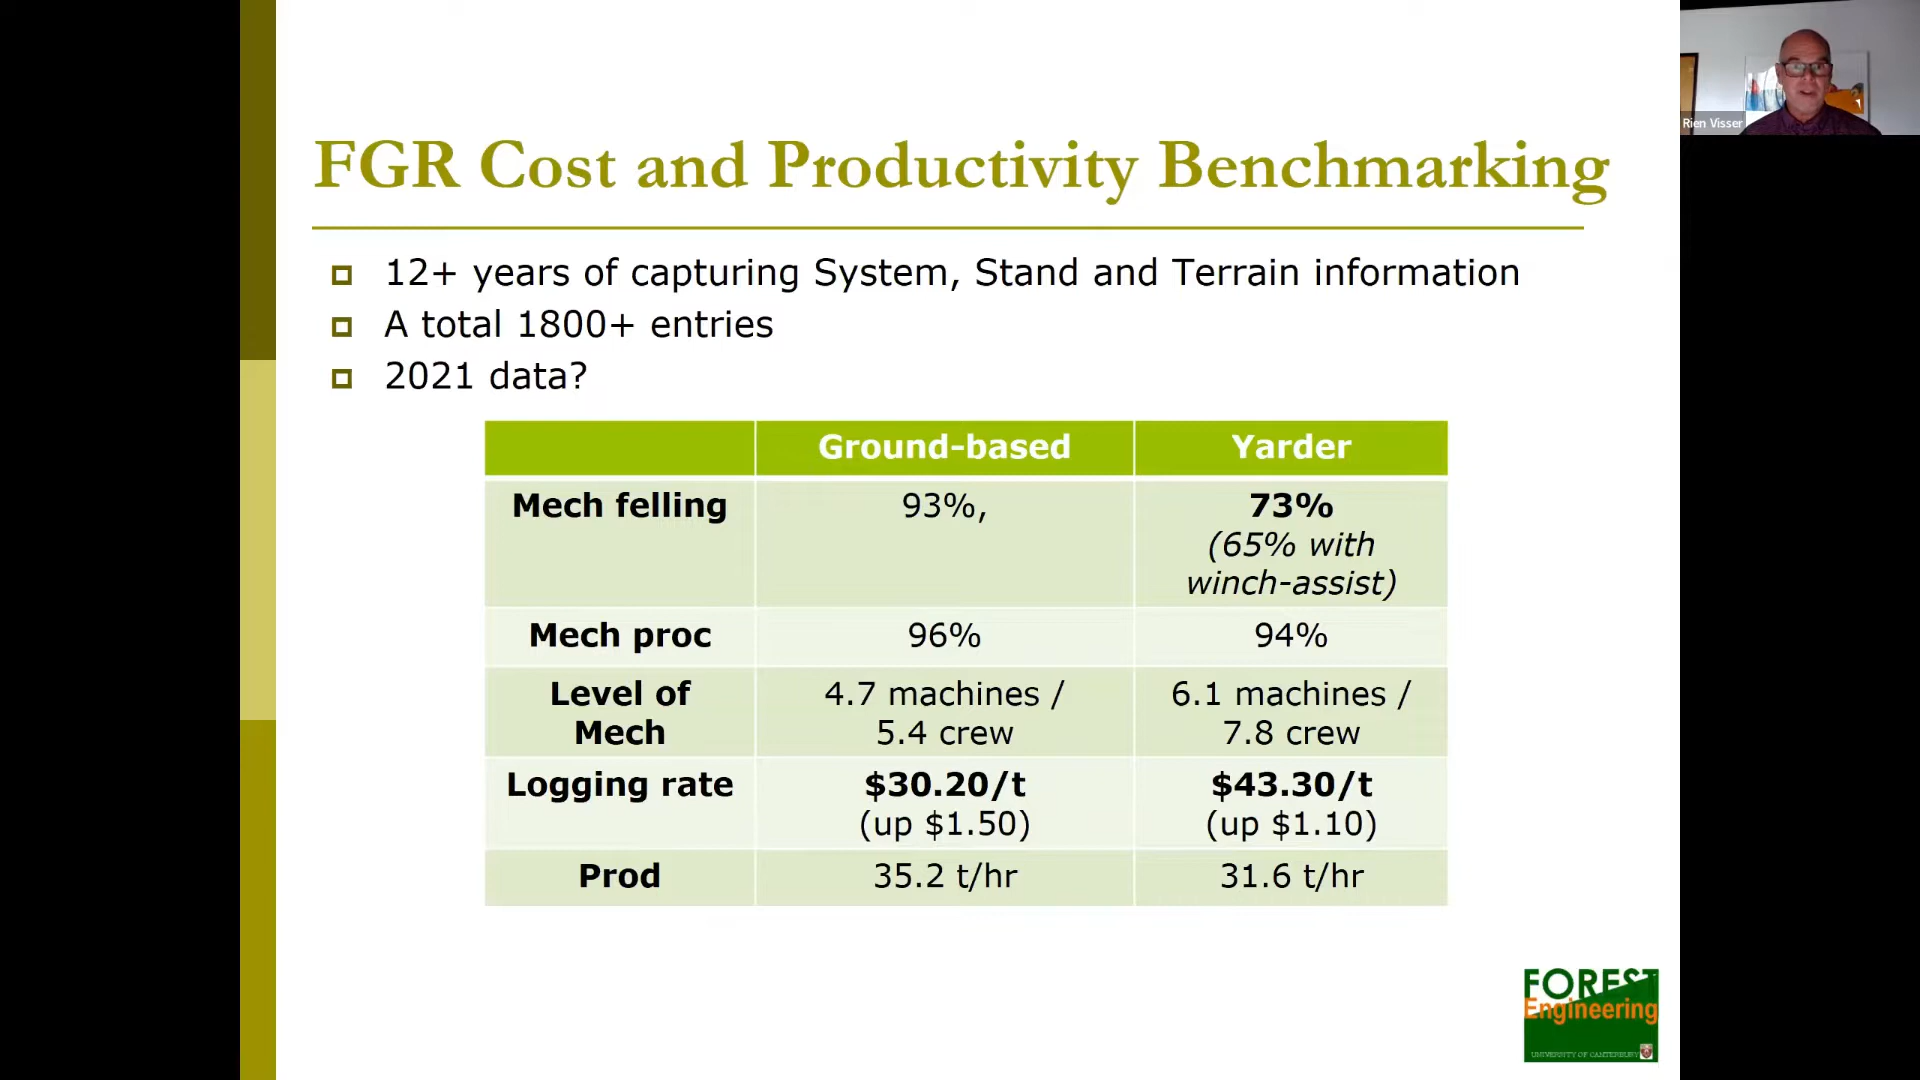 FGR Cost and Productivity Benchmarking
12+ years of capturing System, Stand and Terrain information
A total 1800+ entries
2021 data?
Ground-based Yarder
Mech felling 93%, 73%
(65% with
winch-assist)
Mech proc 96% 94%
Level of 4.7 machines / 6.1 machines /
Mech 5.4 crew 7.8 crew
Logging rate $30.20/t $43.30/t
(up $1.50) (up $1.10)
Prod 35.2 t/hr 31.6 t/hr
Rien Visser
FOREST
Engineering
UNIVERSITY OF CANTERBURY